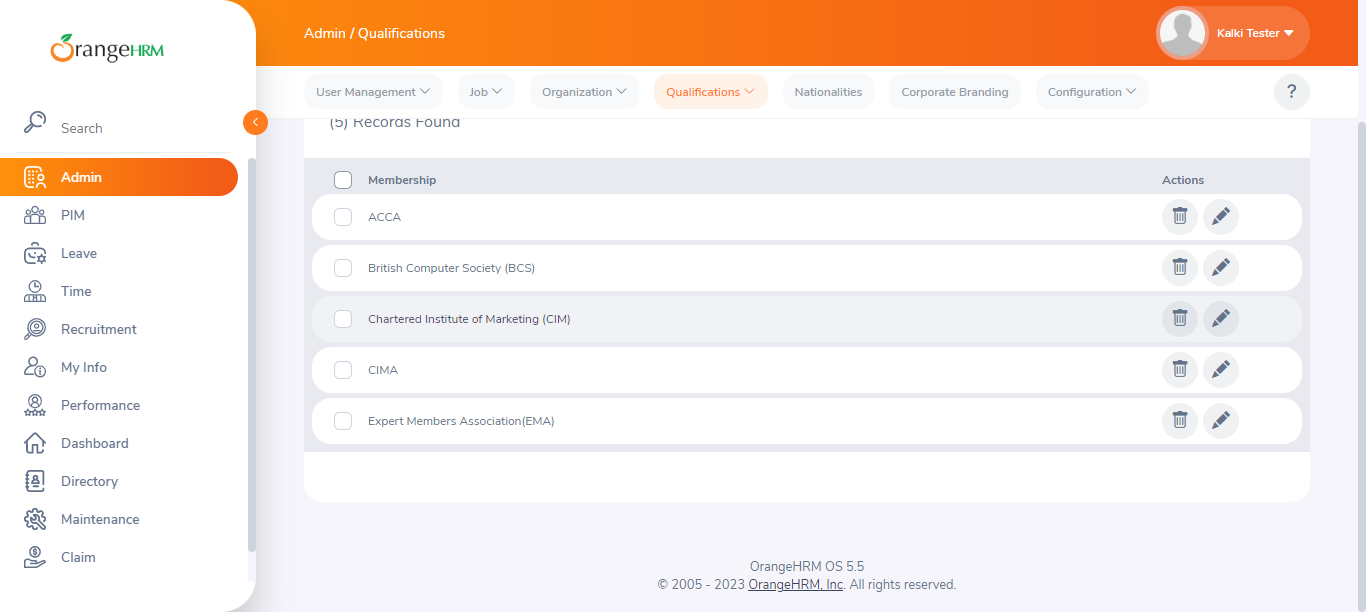 OrangeHRM
Admin / Qualifications
Kalki Tester
User Management
Job
Organization
Qualifications
Nationalities
Corporate Branding
Configuration
?
Search
Admin
PIM
Leave
Time
Recruitment
My Info
Performance
Dashboard
Directory
Maintenance
Claim
(5) Records Found
Membership Actions
ACCA
British Computer Society (BCS)
Chartered Institute of Marketing (CIM)
CIMA
Expert Members Association(EMA)
OrangeHRM OS 5.5
© 2005 - 2023 OrangeHRM, Inc. All rights reserved.